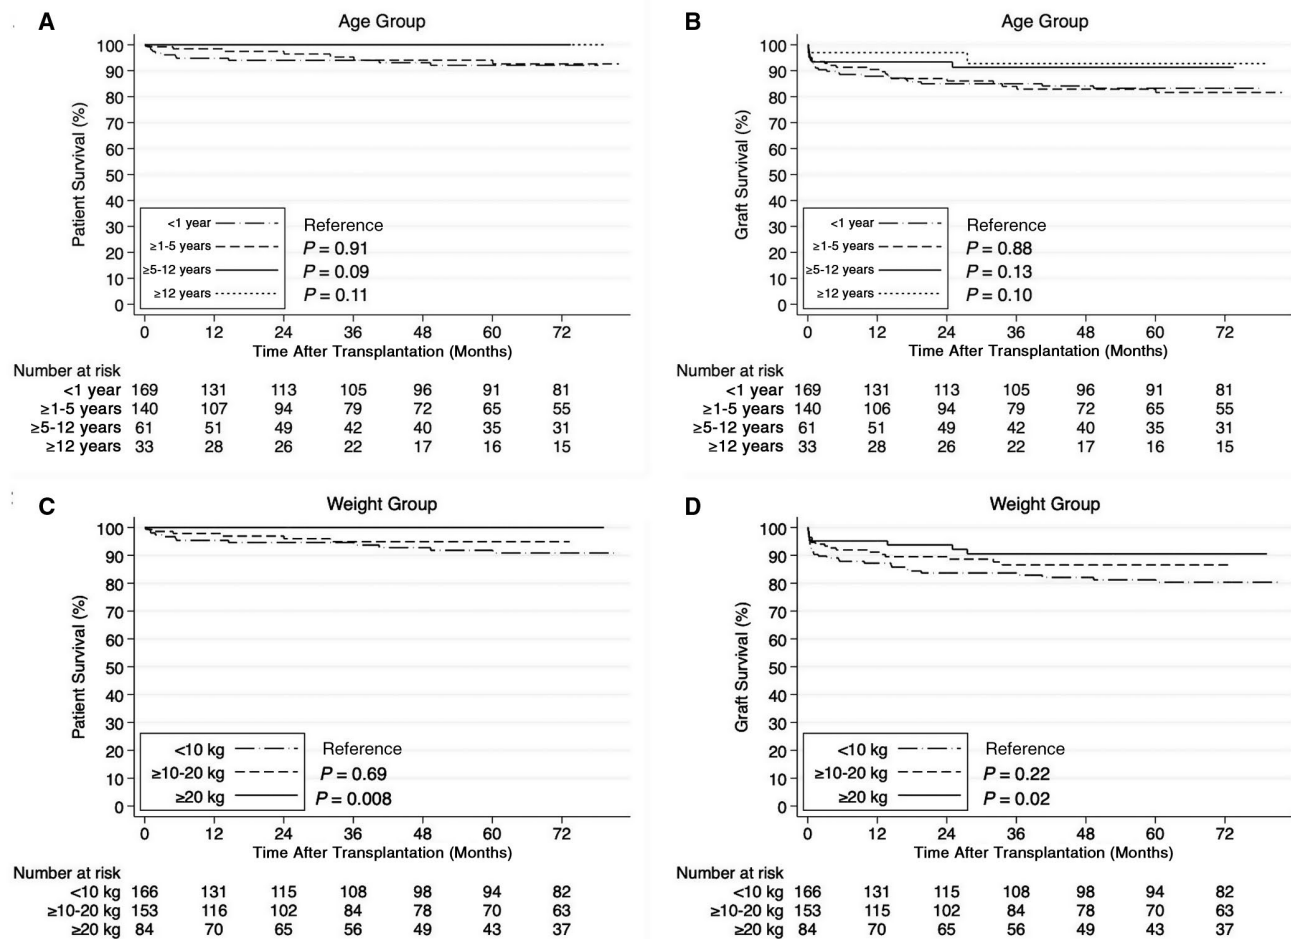 A
Age Group
100
90
80
70
60
50
40
30
20
10
0
Patient Survival (%)
<1 year Reference
≥1-5 years P = 0.91
≥5-12 years P = 0.09
≥12 years P = 0.11
0 12 24 36 48 60 72
Time After Transplantation (Months)
Number at risk
<1 year 169 131 113 105 96 91 81
≥1-5 years 140 107 94 79 72 65 55
≥5-12 years 61 51 49 42 40 35 31
≥12 years 33 28 26 22 17 16 15
B
Age Group
100
90
80
70
60
50
40
30
20
10
0
Graft Survival (%)
<1 year Reference
≥1-5 years P = 0.88
≥5-12 years P = 0.13
≥12 years P = 0.10
0 12 24 36 48 60 72
Time After Transplantation (Months)
Number at risk
<1 year 169 131 113 105 96 91 81
≥1-5 years 140 106 94 79 72 65 55
≥5-12 years 61 51 49 42 40 35 31
≥12 years 33 28 26 22 17 16 15
C
Weight Group
100
90
80
70
60
50
40
30
20
10
0
Patient Survival (%)
<10 kg Reference
≥10-20 kg P = 0.69
≥20 kg P = 0.008
0 12 24 36 48 60 72
Time After Transplantation (Months)
Number at risk
<10 kg 166 131 115 108 98 94 82
≥10-20 kg 153 116 102 84 78 70 63
≥20 kg 84 70 65 56 49 43 37
D
Weight Group
100
90
80
70
60
50
40
30
20
10
0
Graft Survival (%)
<10 kg Reference
≥10-20 kg P = 0.22
≥20 kg P = 0.02
0 12 24 36 48 60 72
Time After Transplantation (Months)
Number at risk
<10 kg 166 131 115 108 98 94 82
≥10-20 kg 153 115 102 84 78 70 63
≥20 kg 84 70 65 56 49 43 37